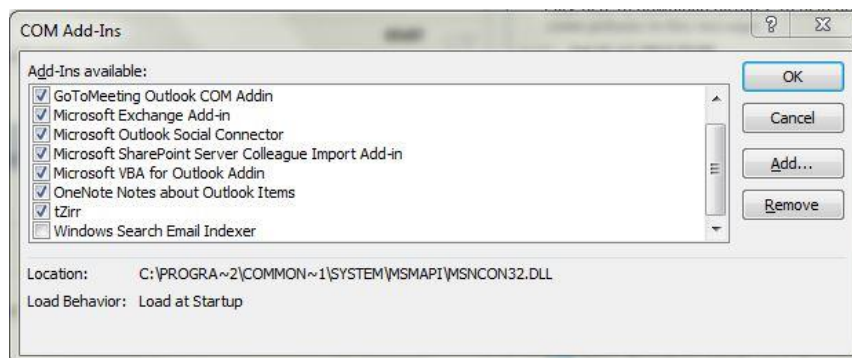 COM Add-Ins
Add-Ins available:
GoToMeeting Outlook COM Addin
Microsoft Exchange Add-in
Microsoft Outlook Social Connector
Microsoft SharePoint Server Colleague Import Add-in
Microsoft VBA for Outlook Addin
OneNote Notes about Outlook Items
tZirr
Windows Search Email Indexer
OK
Cancel
Add...
Remove
Location: C:\PROGRA~2\COMMON~1\SYSTEM\MSMAPI\MSNCON32.DLL
Load Behavior: Load at Startup